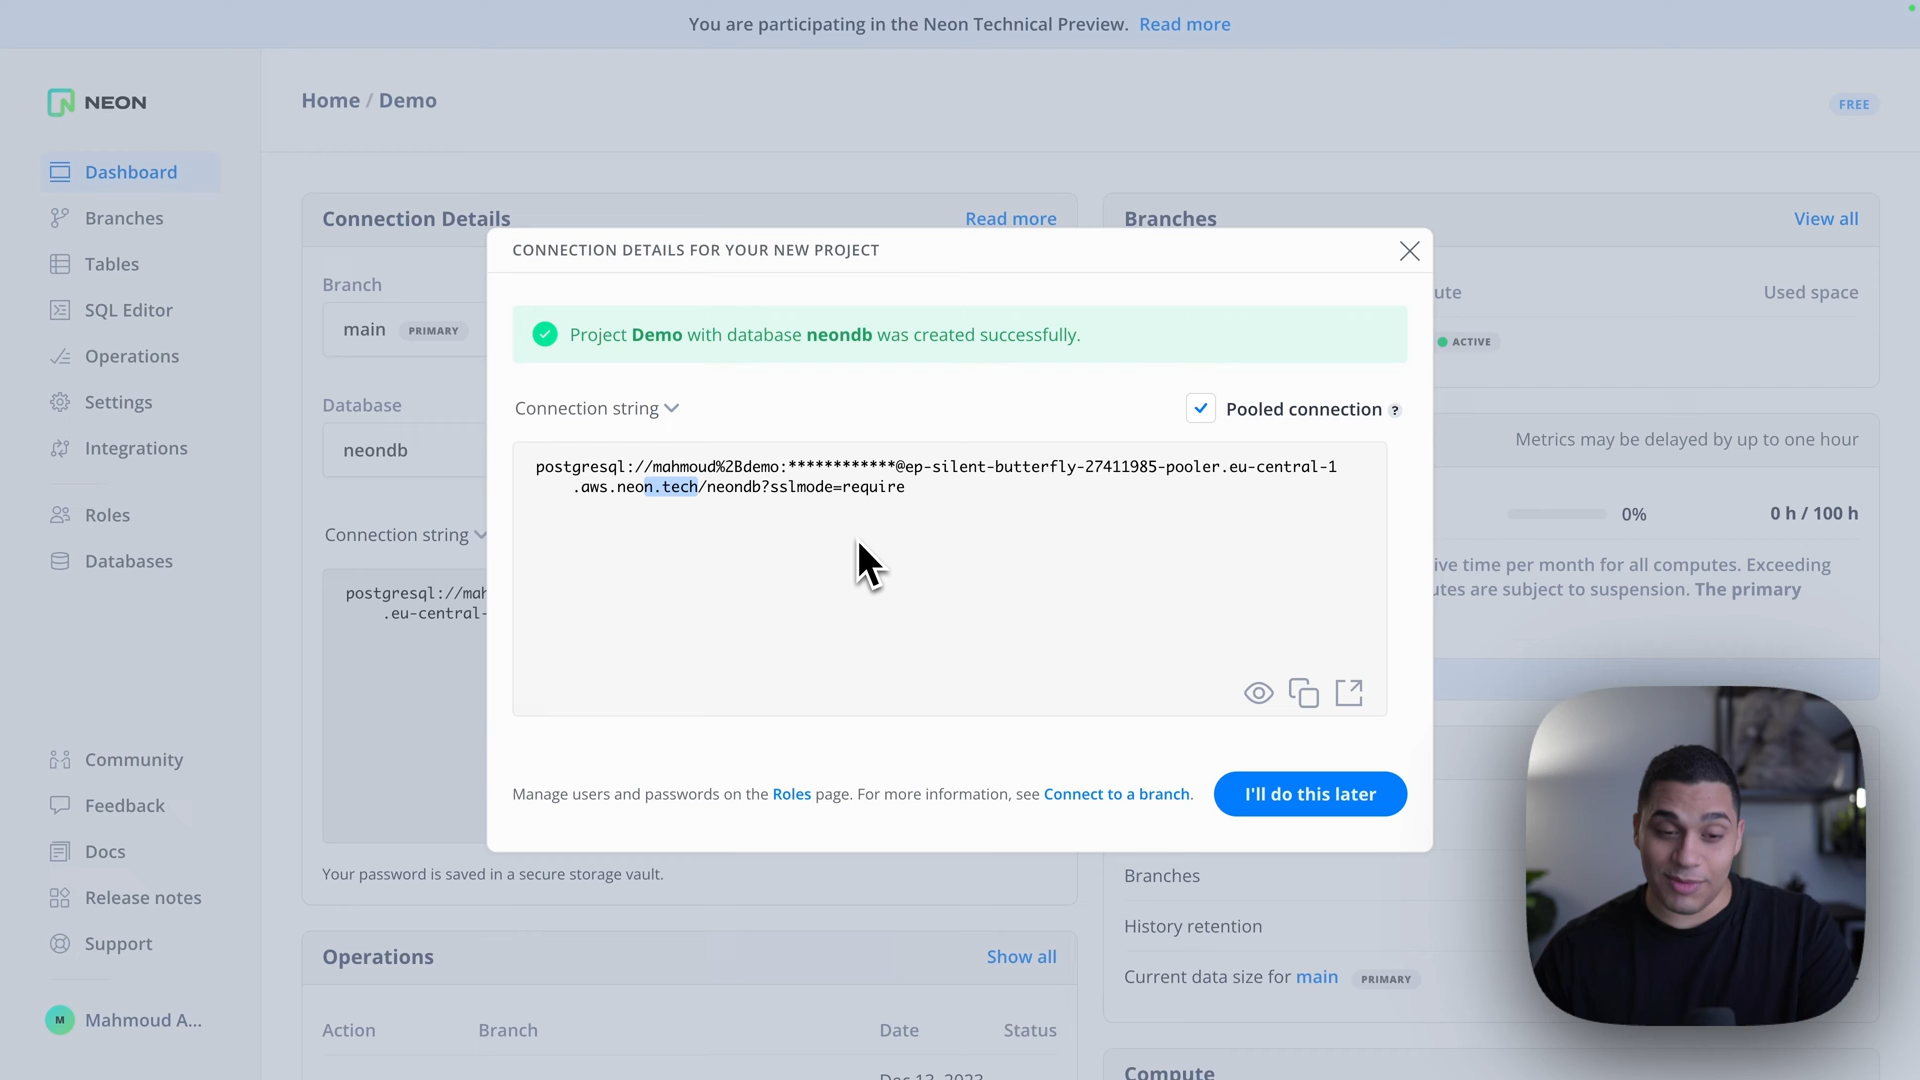 You are participating in the Neon Technical Preview. Read more
NEON
Home / Demo
FREE
Dashboard
Branches
Tables
SQL Editor
Operations
Settings
Integrations
Roles
Databases
Community
Feedback
Docs
Release notes
Support
M
Mahmoud A...
Connection Details
Read more
Branch
main PRIMARY
Database
neondb
Connection string
postgresql://mah
.eu-central-
Your password is saved in a secure storage vault.
Operations
Show all
Action Branch Date Status
Branches
View all
Used space
ACTIVE
Metrics may be delayed by up to one hour
0% 0 h / 100 h
ive time per month for all computes. Exceeding
utes are subject to suspension. The primary
Branches
History retention
Current data size for main PRIMARY
Compute
CONNECTION DETAILS FOR YOUR NEW PROJECT
Project Demo with database neondb was created successfully.
Connection string
Pooled connection ?
postgresql://mahmoud%2Bdemo:************@ep-silent-butterfly-27411985-pooler.eu-central-1
.aws.neon.tech/neondb?sslmode=require
Manage users and passwords on the Roles page. For more information, see Connect to a branch.
I'll do this later